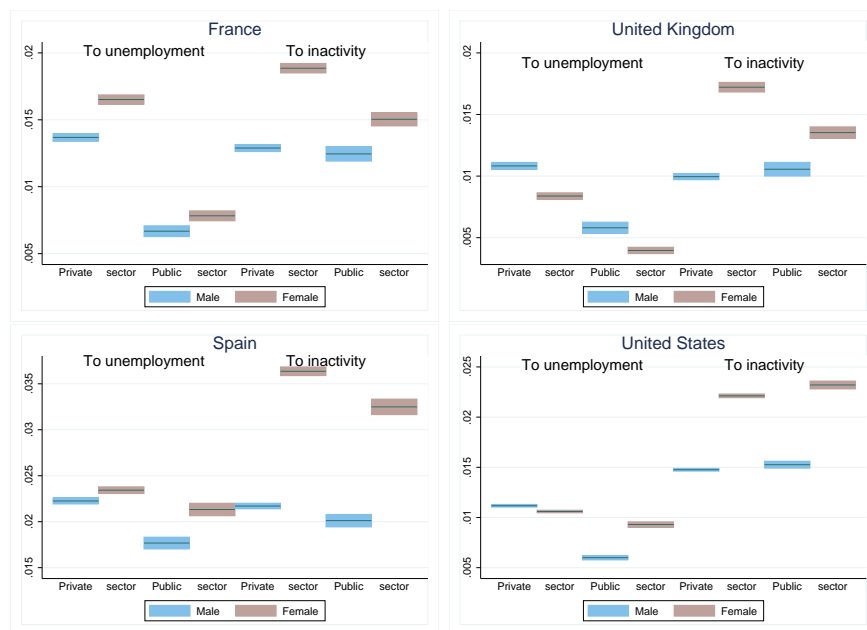 France
To unemployment To inactivity
.02
.015
.01
.005
Private sector Public sector Private sector Public sector
Male Female
United Kingdom
To unemployment To inactivity
.02
.015
.01
.005
Private sector Public sector Private sector Public sector
Male Female
Spain
To unemployment To inactivity
.035
.03
.025
.02
.015
Private sector Public sector Private sector Public sector
Male Female
United States
To unemployment To inactivity
.025
.02
.015
.01
.005
Private sector Public sector Private sector Public sector
Male Female